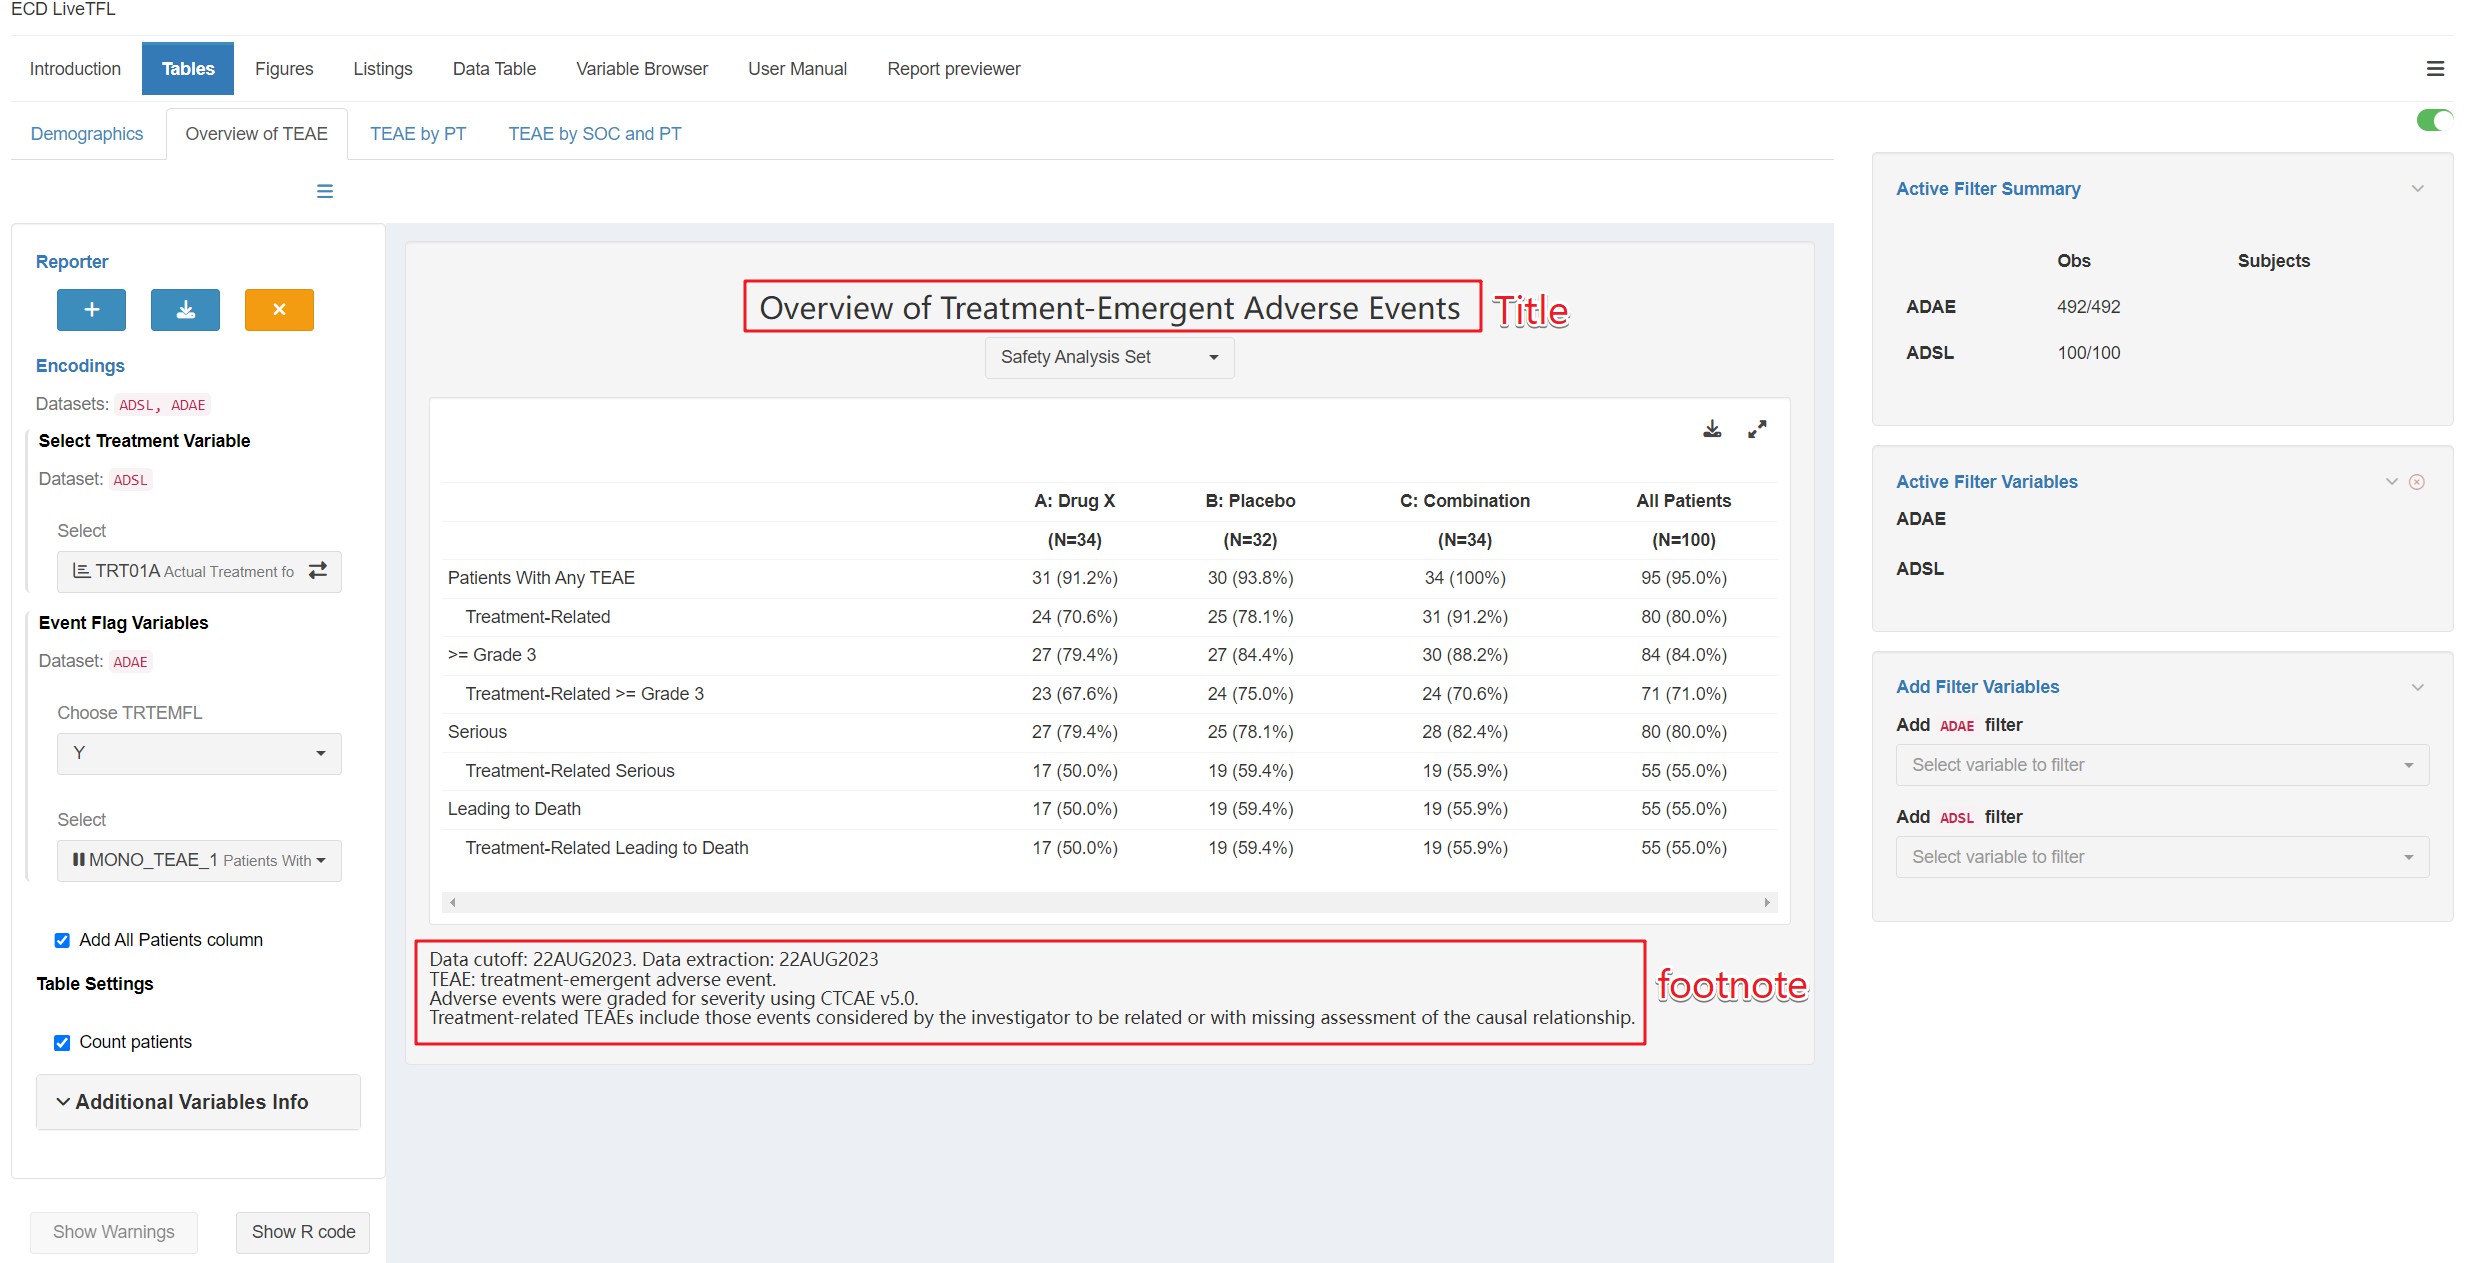 ECD LiveTFL
Introduction Tables Figures Listings Data Table Variable Browser User Manual Report previewer
Demographics Overview of TEAE TEAE by PT TEAE by SOC and PT
Reporter
Encodings
Datasets: ADSL, ADAE
Select Treatment Variable
Dataset: ADSL
Select
TRT01A Actual Treatment fo
Event Flag Variables
Dataset: ADAE
Choose TRTEMFL
Y
Select
MONO_TEAE_1 Patients With
Add All Patients column
Table Settings
Count patients
Additional Variables Info
Show Warnings Show R code
Overview of Treatment-Emergent Adverse Events Title
Safety Analysis Set
A: Drug X B: Placebo C: Combination All Patients
(N=34) (N=32) (N=34) (N=100)
Patients With Any TEAE 31 (91.2%) 30 (93.8%) 34 (100%) 95 (95.0%)
Treatment-Related 24 (70.6%) 25 (78.1%) 31 (91.2%) 80 (80.0%)
>= Grade 3 27 (79.4%) 27 (84.4%) 30 (88.2%) 84 (84.0%)
Treatment-Related >= Grade 3 23 (67.6%) 24 (75.0%) 24 (70.6%) 71 (71.0%)
Serious 27 (79.4%) 25 (78.1%) 28 (82.4%) 80 (80.0%)
Treatment-Related Serious 17 (50.0%) 19 (59.4%) 19 (55.9%) 55 (55.0%)
Leading to Death 17 (50.0%) 19 (59.4%) 19 (55.9%) 55 (55.0%)
Treatment-Related Leading to Death 17 (50.0%) 19 (59.4%) 19 (55.9%) 55 (55.0%)
Data cutoff: 22AUG2023. Data extraction: 22AUG2023
TEAE: treatment-emergent adverse event.
Adverse events were graded for severity using CTCAE v5.0.
Treatment-related TEAEs include those events considered by the investigator to be related or with missing assessment of the causal relationship.
footnote
Active Filter Summary
Obs Subjects
ADAE 492/492
ADSL 100/100
Active Filter Variables
ADAE
ADSL
Add Filter Variables
Add ADAE filter
Select variable to filter
Add ADSL filter
Select variable to filter